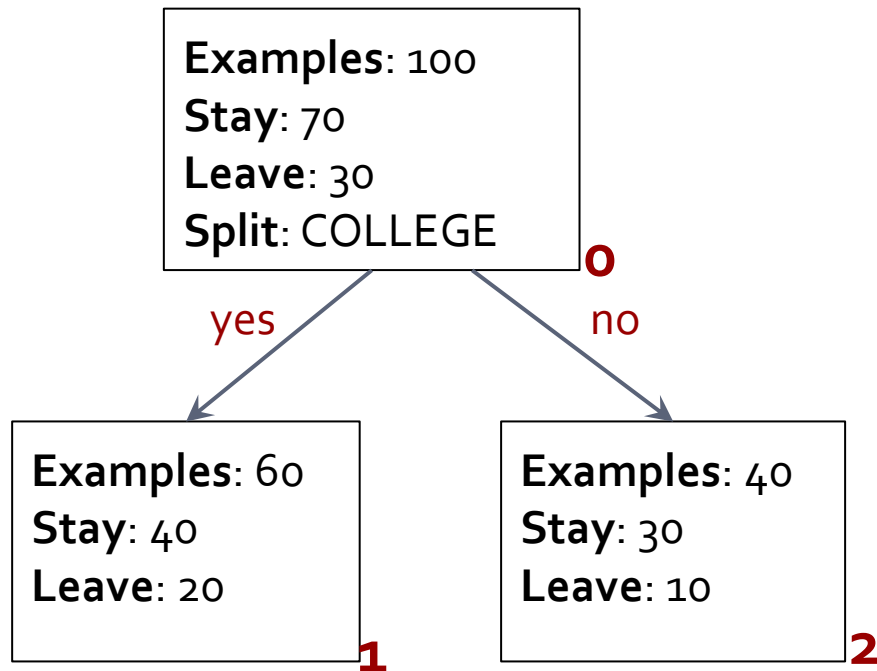 Examples: 100
Stay: 70
Leave: 30
Split: COLLEGE
0
yes
no
Examples: 60
Stay: 40
Leave: 20
1
Examples: 40
Stay: 30
Leave: 10
2